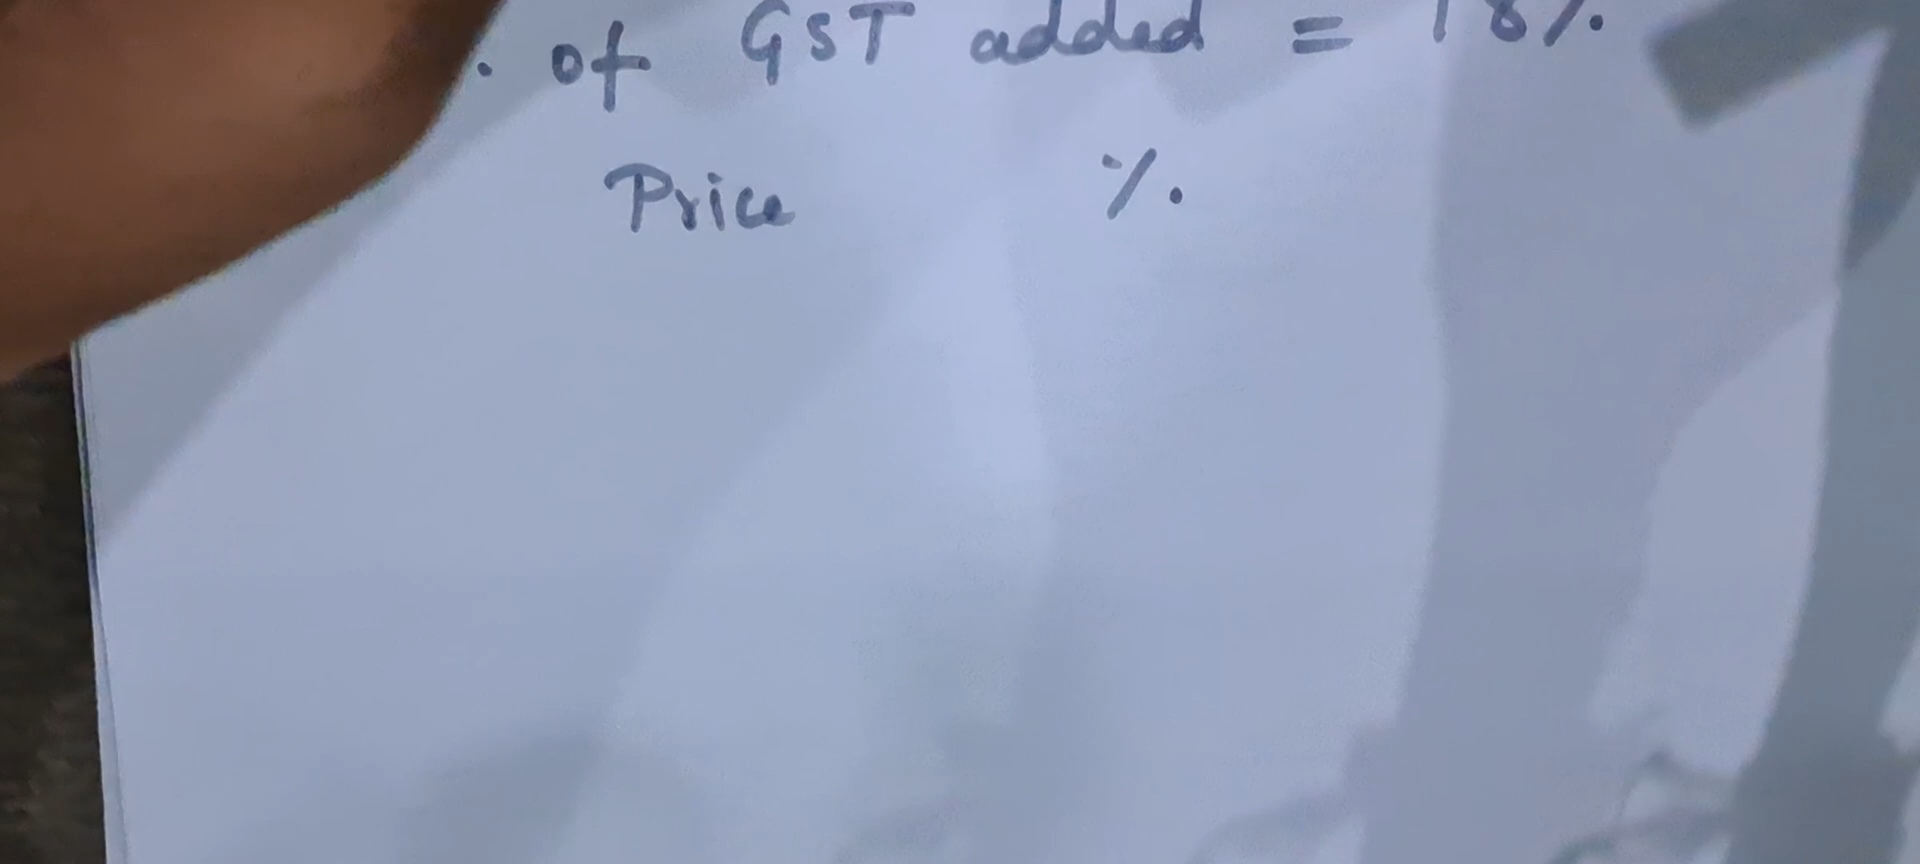 . of GST added = 18%.
Price %.